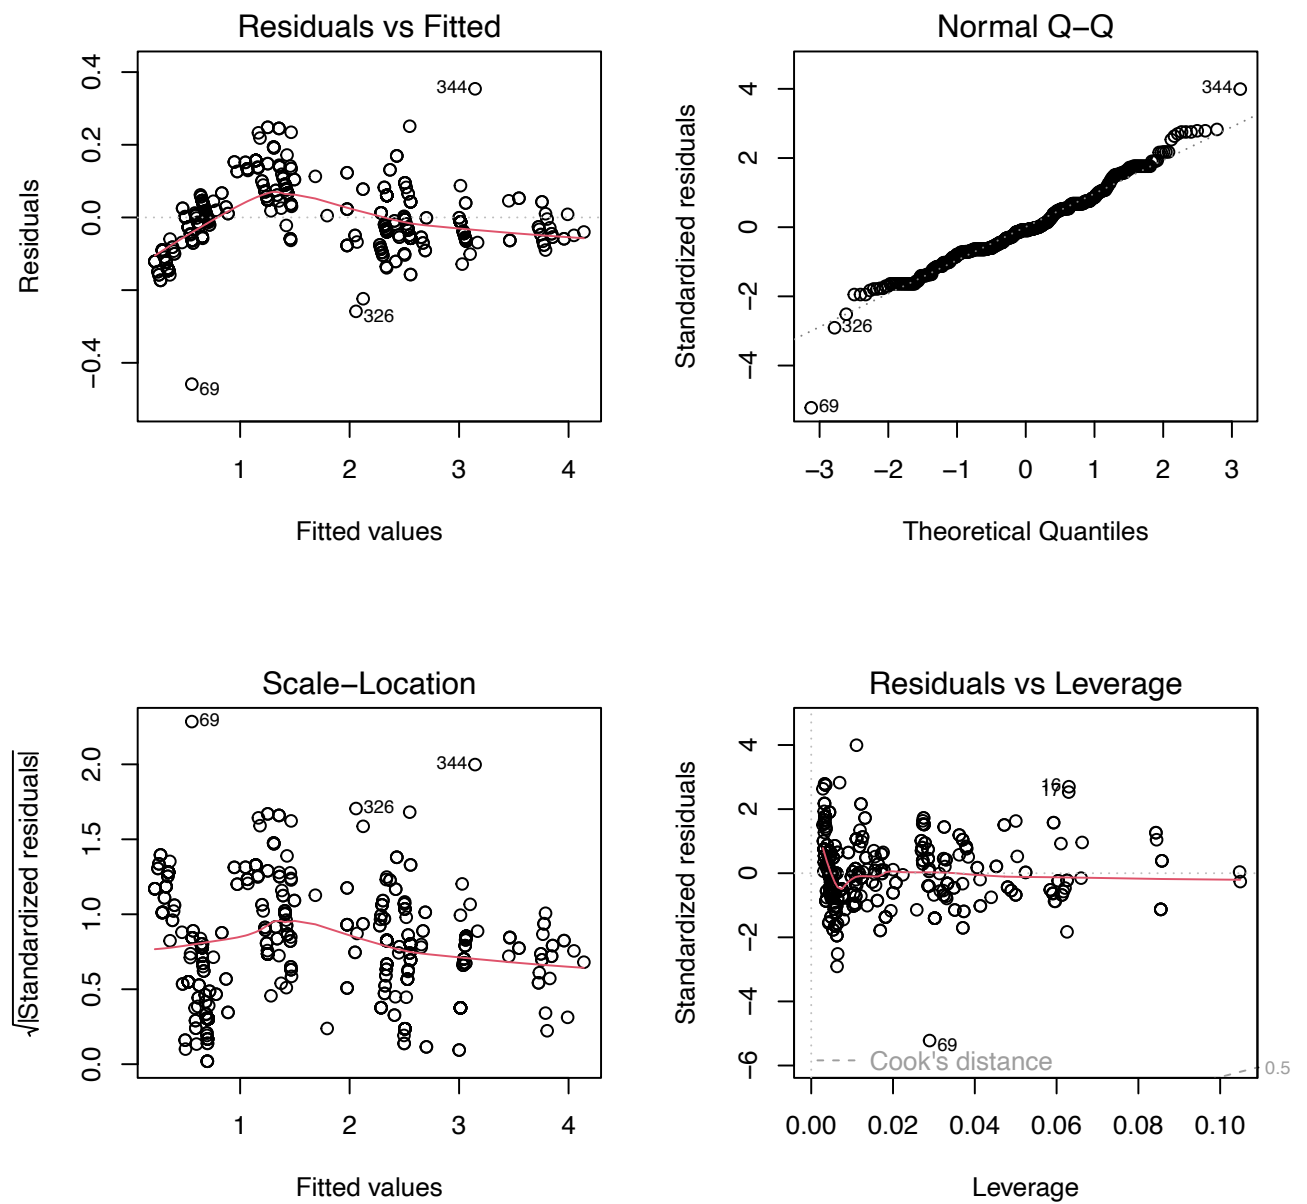 Residuals vs Fitted
Residuals
0.4
0.2
0.0
−0.4
344
326
69
1 2 3 4
Fitted values
Normal Q−Q
Standardized residuals
4
2
0
−2
−4
344
326
69
−3 −2 −1 0 1 2 3
Theoretical Quantiles
Scale−Location
√|Standardized residuals|
2.0
1.5
1.0
0.5
0.0
69
344
326
1 2 3 4
Fitted values
Residuals vs Leverage
Standardized residuals
4
2
0
−2
−4
−6
16
17
69
Cook's distance
0.5
0.00 0.02 0.04 0.06 0.08 0.10
Leverage